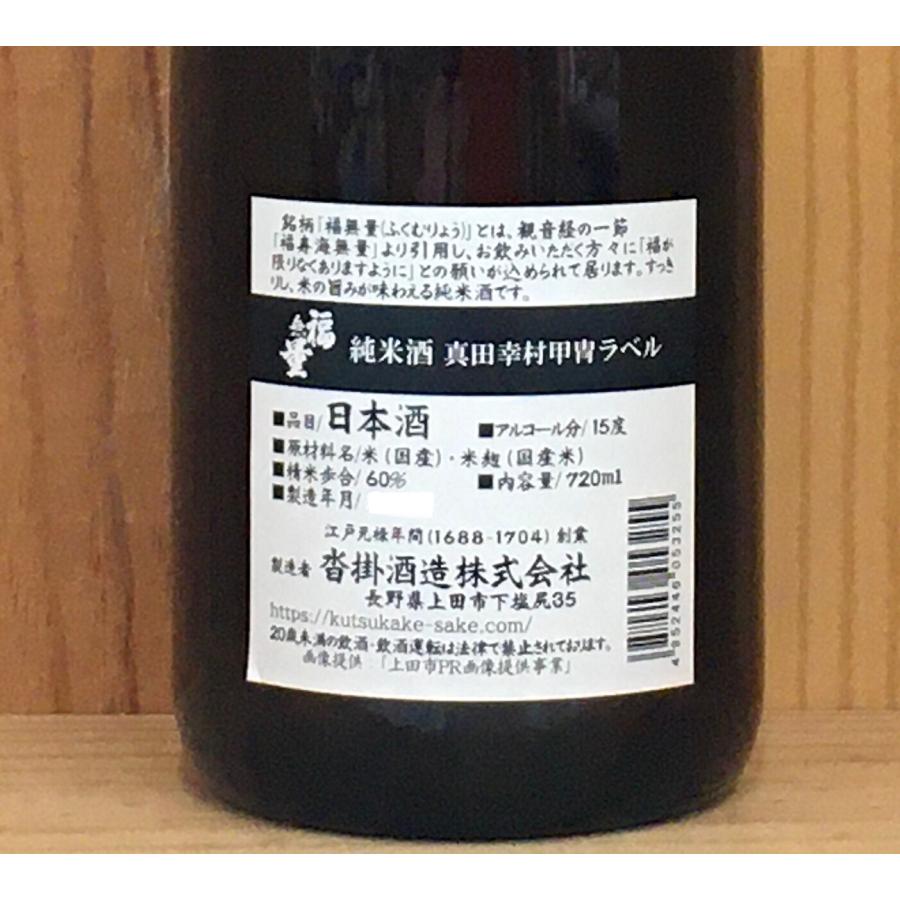 銘柄「福無量(ふくむりょう)」とは、観音経の一節
「福寿海無量」より引用し、お飲みいただく方々に「福が
限りなくありますように」との願いが込められて居ります。すっき
りし、米の旨みが味わえる純米酒です。
福無量 純米酒 真田幸村甲冑ラベル
■品目/日本酒 ■アルコール分/15度
■原材料名/米(国産)・米麹(国産米)
■精米歩合/60% ■内容量/720ml
■製造年月/
江戸元禄年間(1688-1704)創業
製造者 沓掛酒造株式会社
長野県上田市下塩尻35
https://kutsukake-sake.com/
20歳未満の飲酒・飲酒運転は法律で禁止されております。
画像提供:「上田市PR画像提供事業」
4852446053255